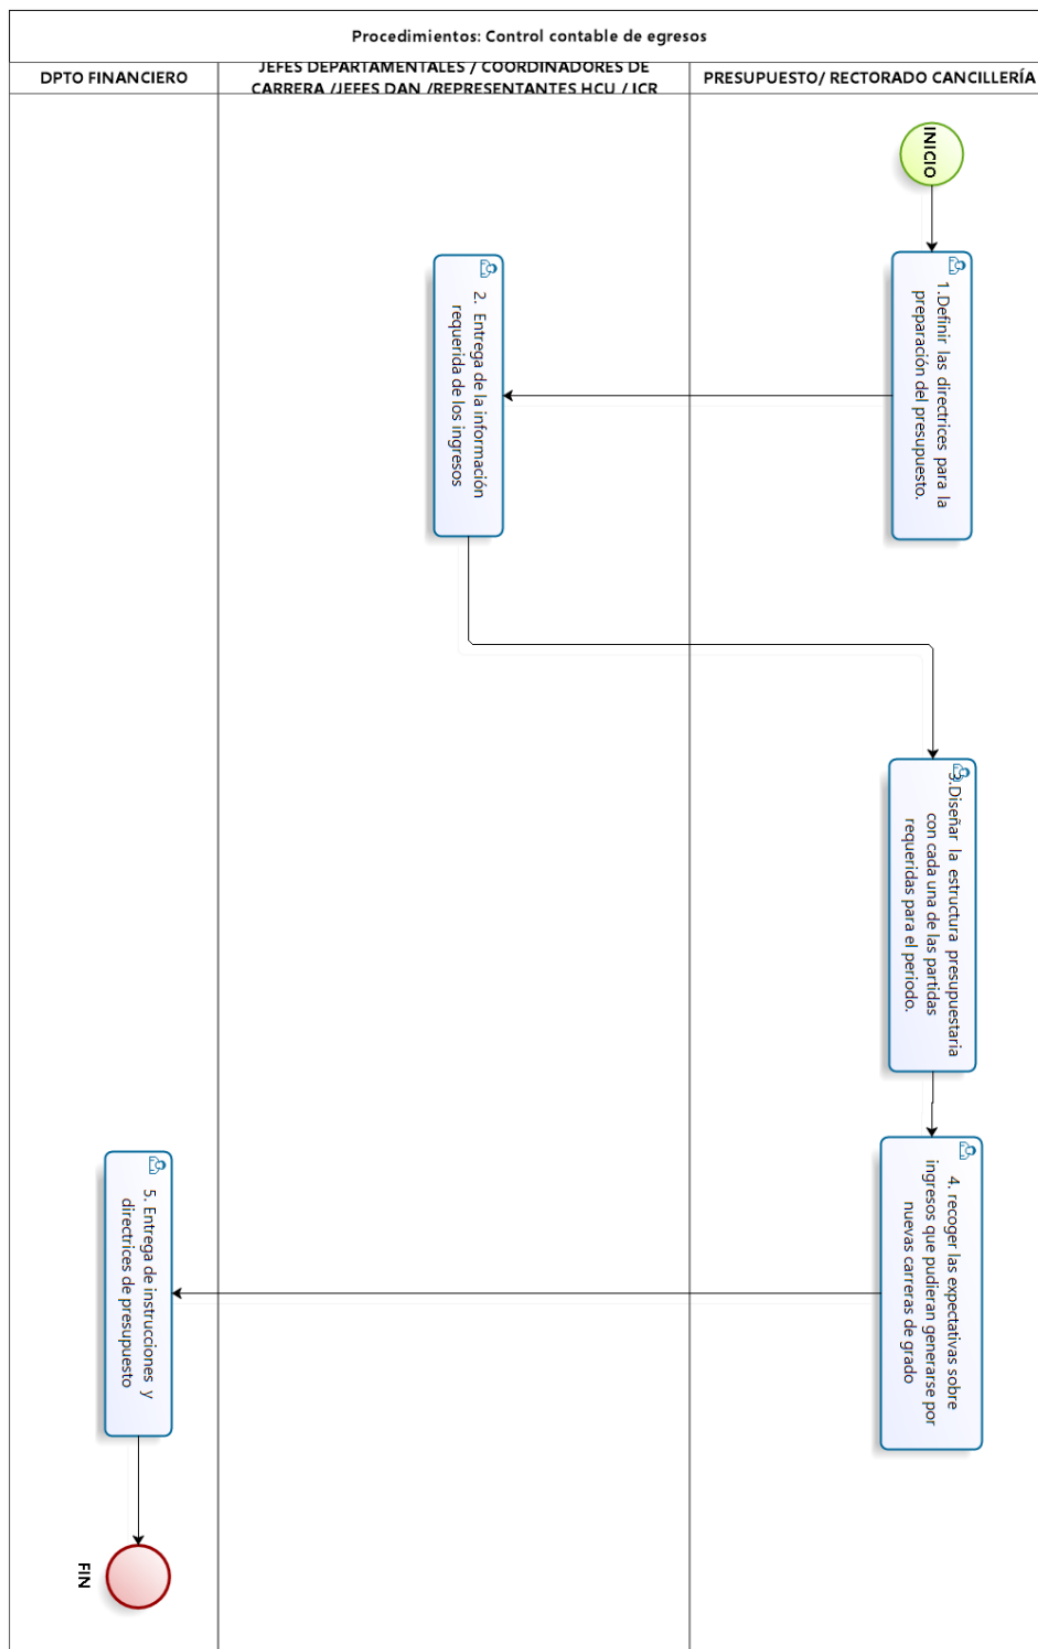 Procedimientos: Control contable de egresos
DPTO FINANCIERO
JEFES DEPARTAMENTALES / COORDINADORES DE
CARRERA /JEFES DAN /REPRESENTANTES HCU / ICR
PRESUPUESTO/ RECTORADO CANCILLERÍA
INICIO
1.Definir las directrices para la
preparación del presupuesto.
2. Entrega de la información
requerida de los ingresos
3.Diseñar la estructura presupuestaria
con cada una de las partidas
requeridas para el periodo.
4. recoger las expectativas sobre
ingresos que pudieran generarse por
nuevas carreras de grado
5. Entrega de instrucciones y
directrices de presupuesto
FIN